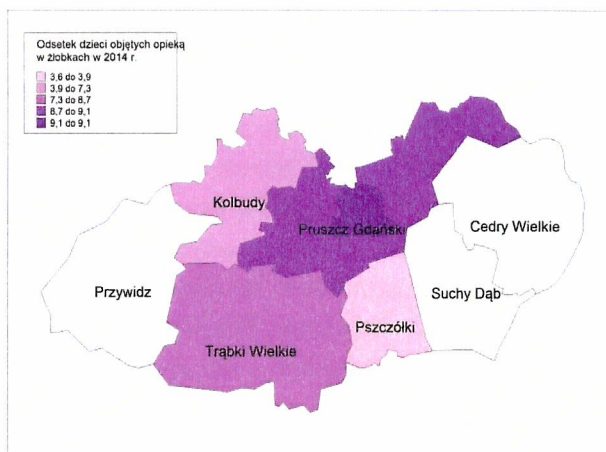 Odsetek dzieci objętych opieką
w żłobkach w 2014 r.
3,6 do 3,9
3,9 do 7,3
7,3 do 8,7
8,7 do 9,1
9,1 do 9,1
Kolbudy
Pruszcz Gdański
Cedry Wielkie
Przywidz
Suchy Dąb
Pszczółki
Trąbki Wielkie